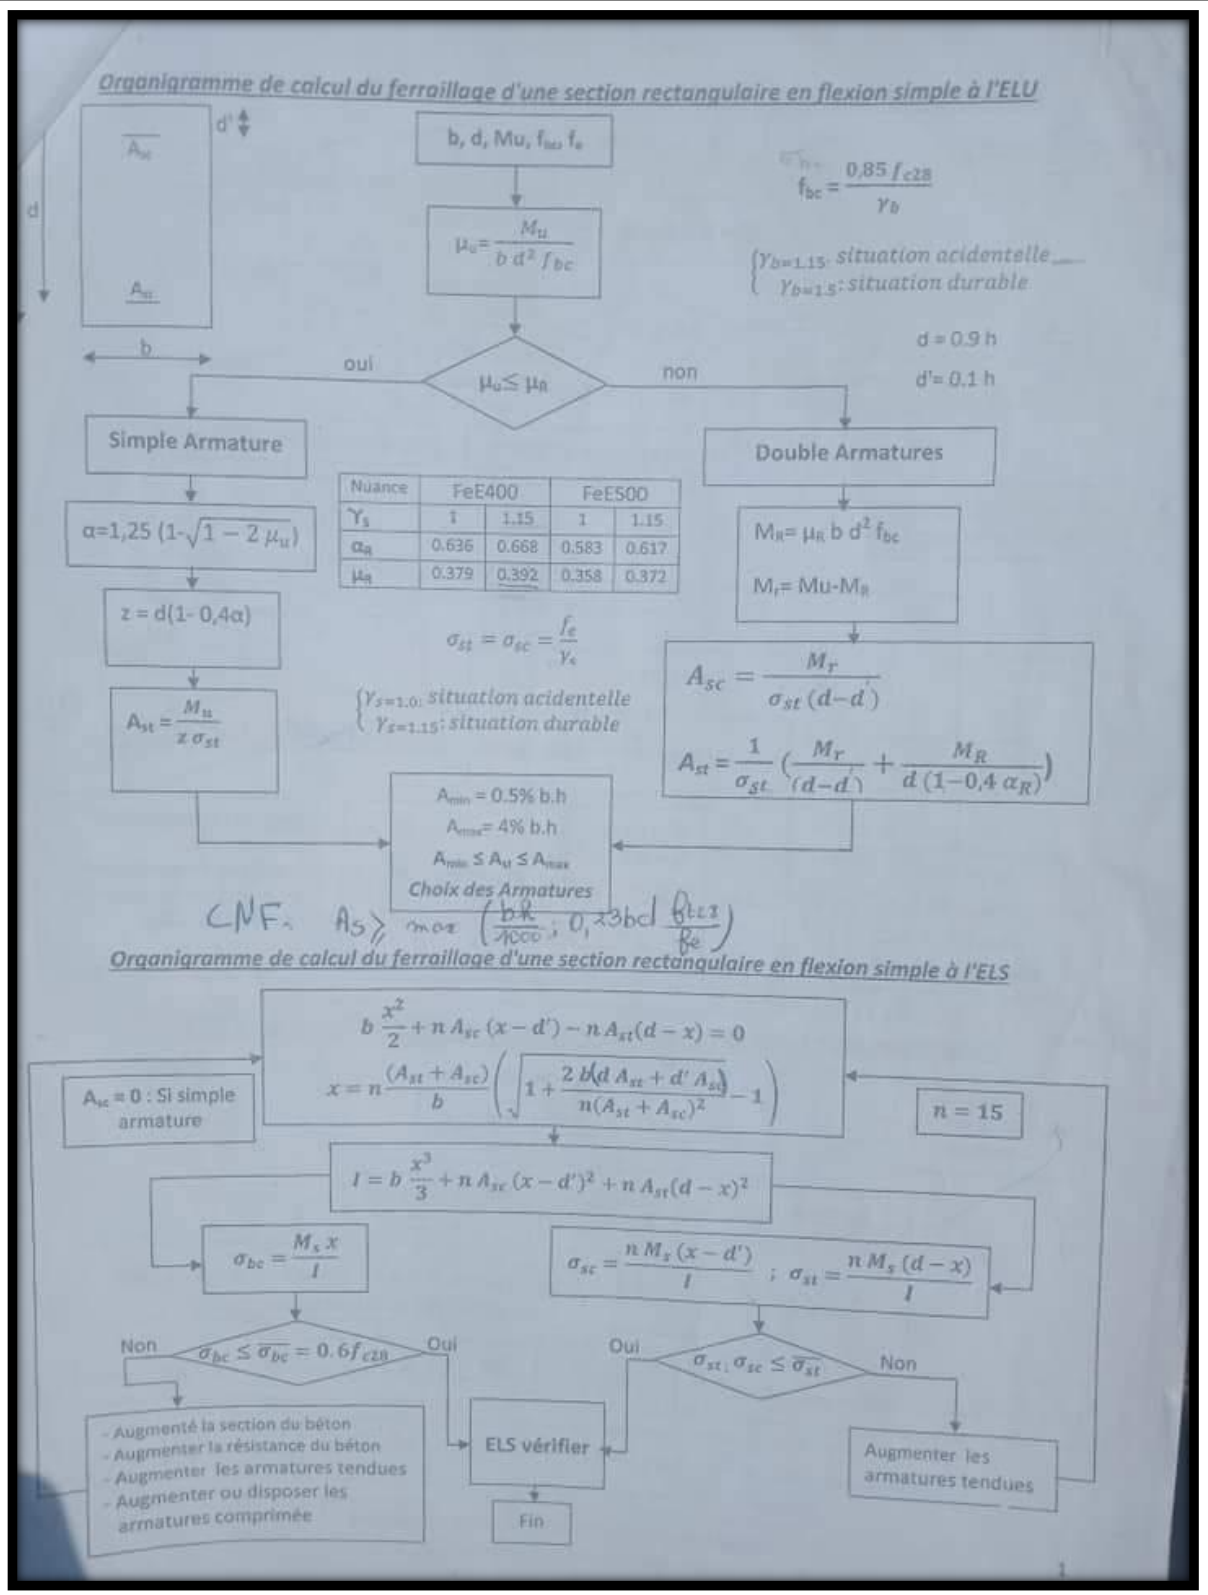 Organigramme de calcul du ferraillage d'une section rectangulaire en flexion simple à l'ELU
d'
A̅sc
d
Ast
b
b, d, Mu, fbc, fe
μu = Mu / (b d² fbc)
fbc = 0,85 fc28 / γb
{γb=1.15: situation acidentelle
γb=1.5: situation durable
d = 0.9 h
d'= 0.1 h
oui
μu≤ μR
non
Simple Armature
Double Armatures
α=1,25 (1-√(1 − 2 μu))
Nuance FeE400 FeE500
γs 1 1.15 1 1.15
αR 0.636 0.668 0.583 0.617
μR 0.379 0.392 0.358 0.372
MR= μR b d² fbc
Mr= Mu-MR
z = d(1- 0,4α)
σst = σsc = fe / γs
{γs=1.0: situation acidentelle
γs=1.15: situation durable
Ast = Mu / (z σst)
Asc = Mr / (σst (d−d'))
Ast = 1/σst (Mr / (d−d') + MR / (d (1−0,4 αR)))
Amin = 0.5% b.h
Amax= 4% b.h
Amin ≤ Ast ≤ Amax
Choix des Armatures
CNF. As ≥ max (bh/1000 ; 0,23bd ft28/fe)
Organigramme de calcul du ferraillage d'une section rectangulaire en flexion simple à l'ELS
b x²/2 + n Asc (x − d') − n Ast(d − x) = 0
x = n (Ast + Asc)/b (√(1 + 2 b(d Ast + d' Asc) / n(Ast + Asc)²) − 1)
Asc = 0 : Si simple
armature
n = 15
I = b x³/3 + n Asc (x − d')² + n Ast(d − x)²
σbc = Ms x / I
σsc = n Ms (x − d') / I ; σst = n Ms (d − x) / I
Non
σbc ≤ σ̅bc = 0.6fc28
Oui
Oui
σst, σsc ≤ σ̅st
Non
- Augmenté la section du béton
- Augmenter la résistance du béton
- Augmenter les armatures tendues
- Augmenter ou disposer les
armatures comprimée
ELS vérifier
Augmenter les
armatures tendues
Fin
1